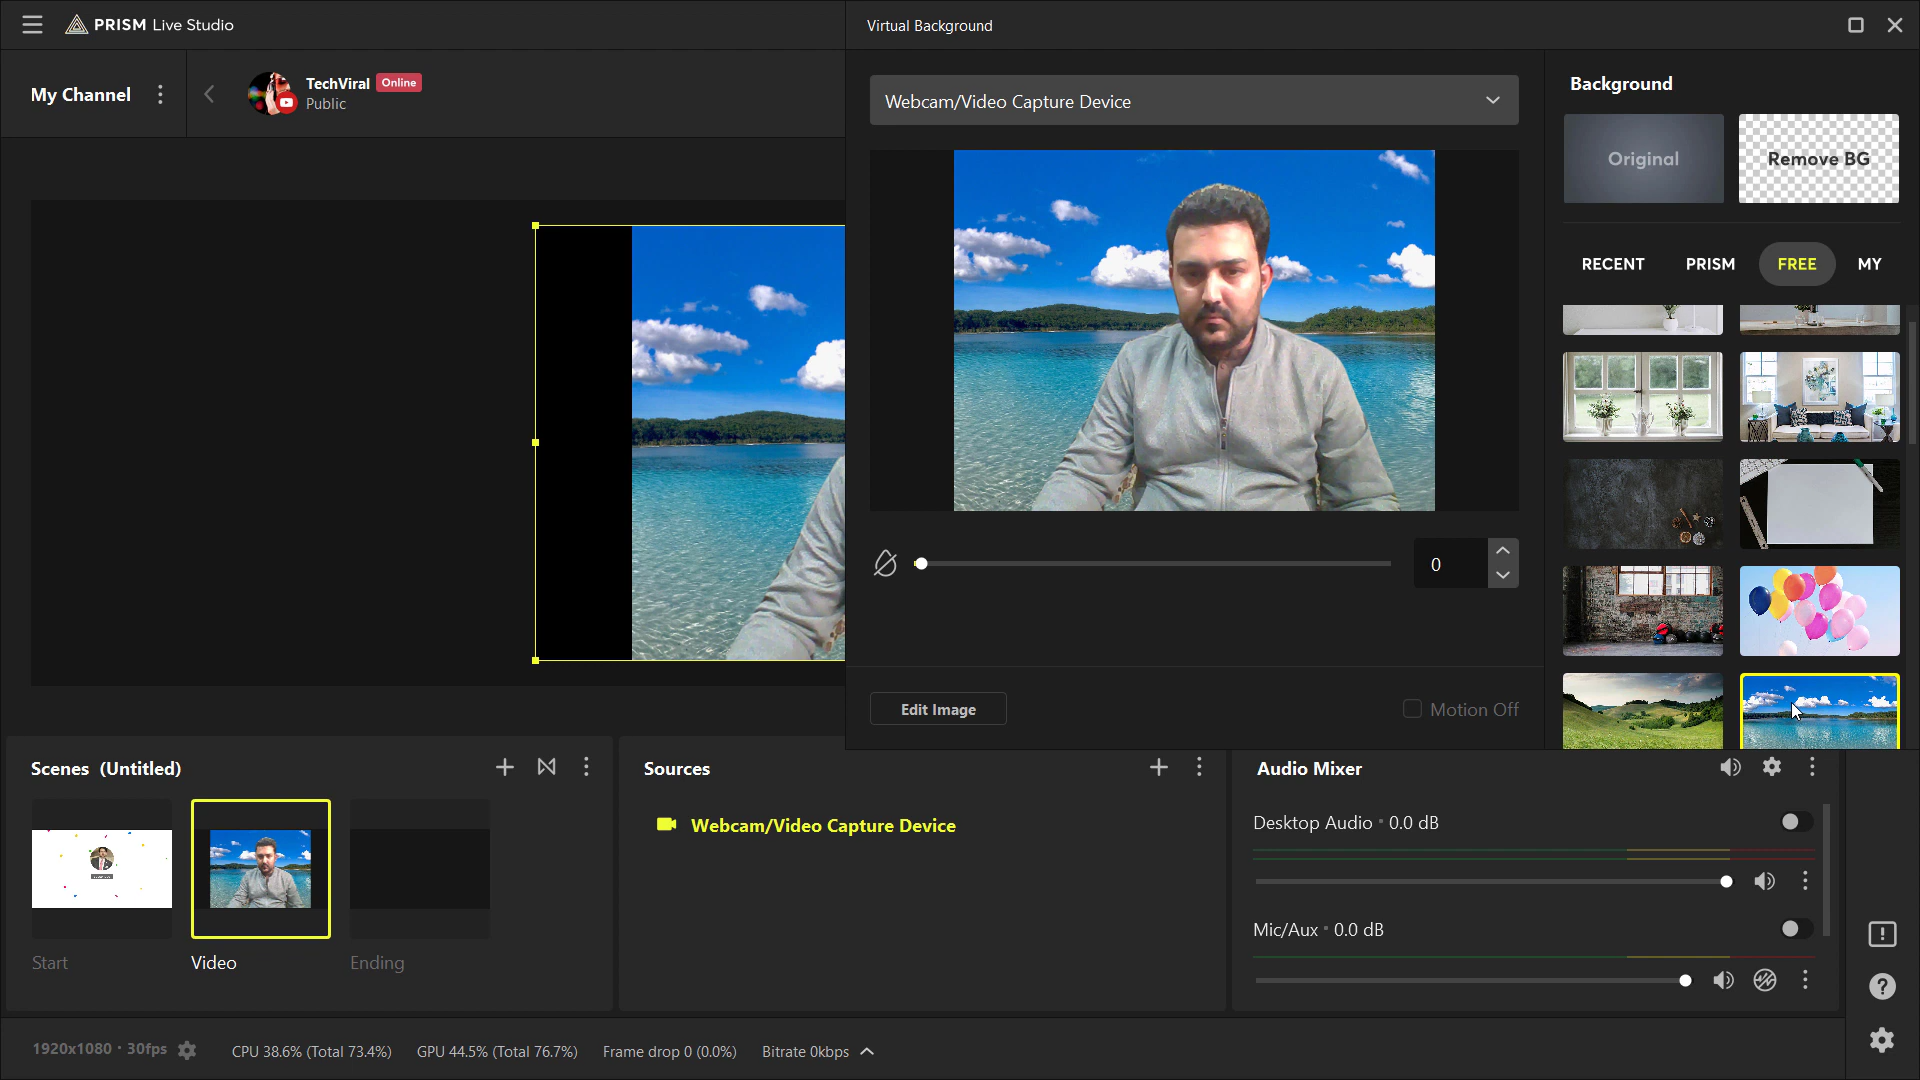 PRISM Live Studio
Virtual Background
My Channel
TechViral Online
Public
Webcam/Video Capture Device
Background
Original
Remove BG
RECENT
PRISM
FREE
MY
0
Edit Image
Motion Off
Scenes (Untitled)
Start
Video
Ending
Sources
Webcam/Video Capture Device
Audio Mixer
Desktop Audio • 0.0 dB
Mic/Aux • 0.0 dB
1920x1080 • 30fps
CPU 38.6% (Total 73.4%)
GPU 44.5% (Total 76.7%)
Frame drop 0 (0.0%)
Bitrate 0kbps